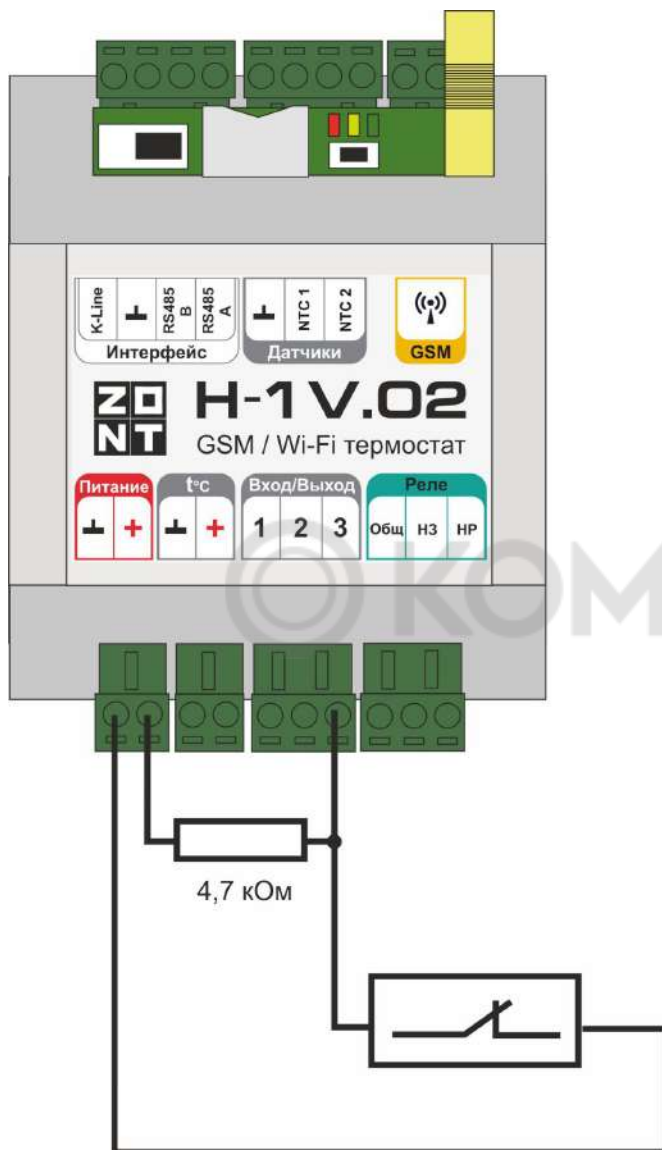 K-Line
RS485 B
RS485 A
NTC 1
NTC 2
Интерфейс
Датчики
GSM
ZONT
H-1V.02
GSM / Wi-Fi термостат
Питание
t°C
Вход/Выход
Реле
+
+
1
2
3
Общ
НЗ
НР
КОМ
4,7 кОм